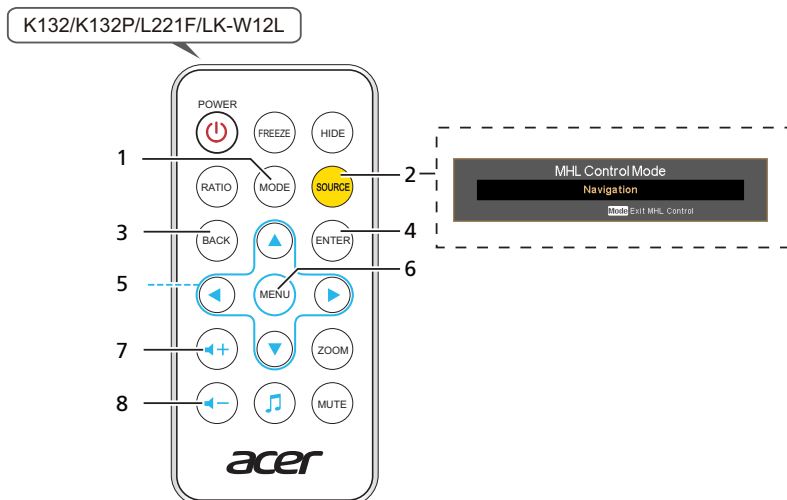 K132/K132P/L221F/LK-W12L
POWER
FREEZE
HIDE
1
RATIO
MODE
SOURCE
2
MHL Control Mode
Navigation
Mode Exit MHL Control
3
BACK
ENTER
4
5
MENU
6
7
ZOOM
8
MUTE
acer